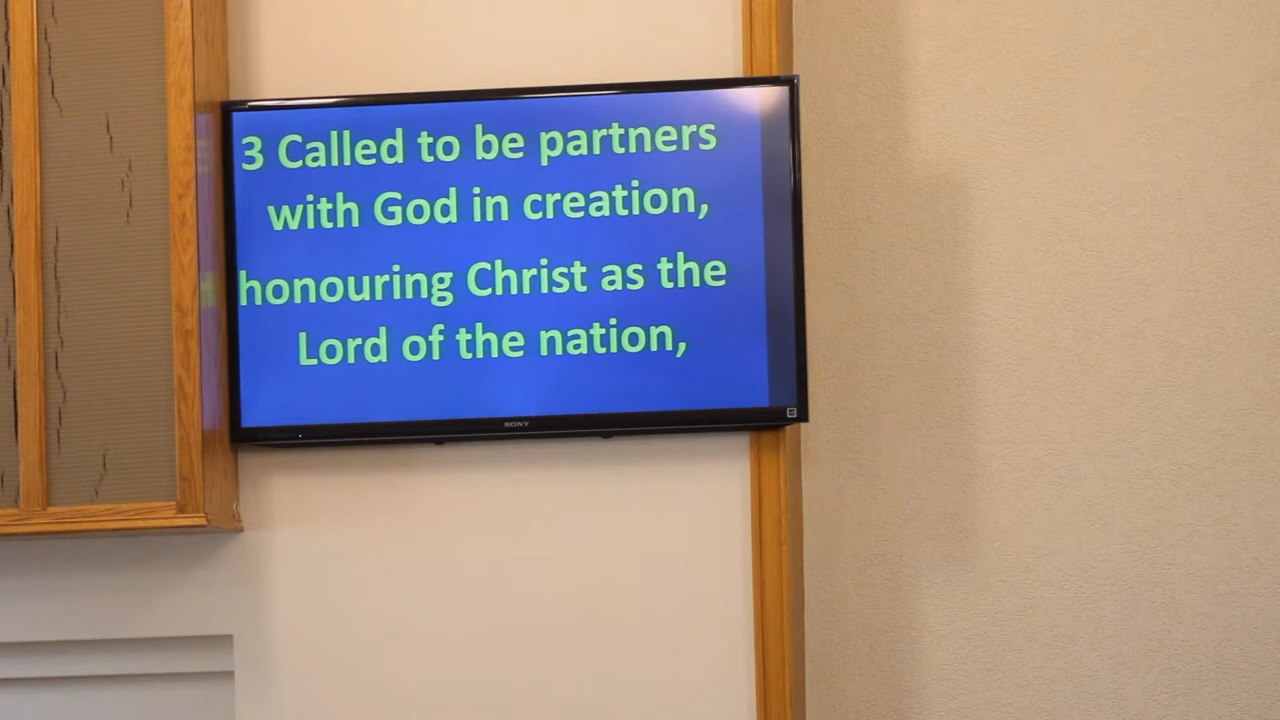 3 Called to be partners
with God in creation,
honouring Christ as the
Lord of the nation,
SONY